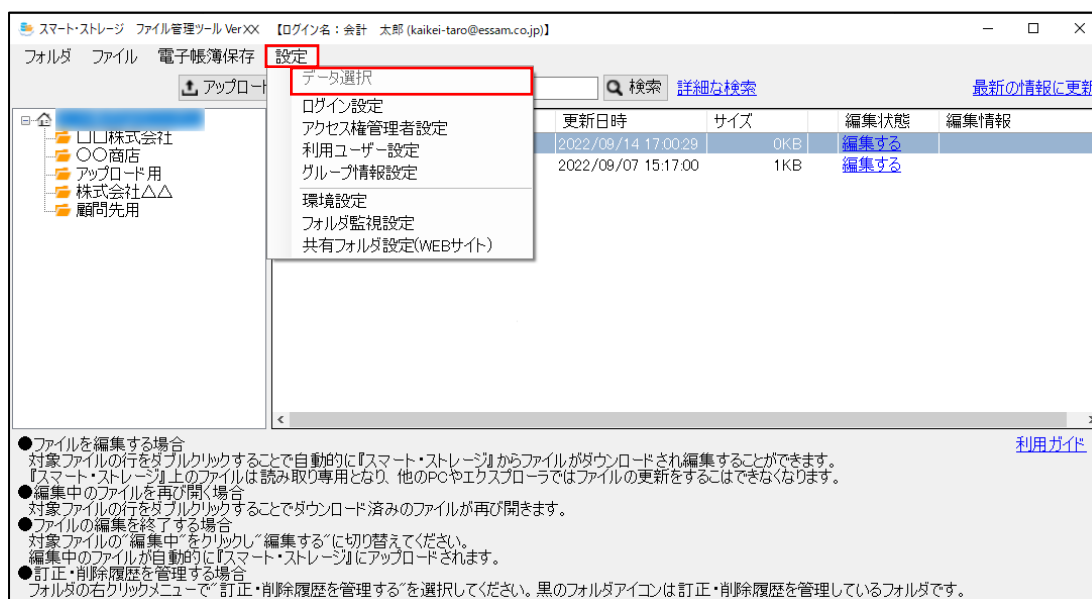 スマート・ストレージ ファイル管理ツール Ver XX 【ログイン名：会計 太郎 (kaikei-taro@essam.co.jp)】
フォルダ ファイル 電子帳簿保存 設定
アップロード 検索 詳細な検索 最新の情報に更新
データ選択
ログイン設定
アクセス権管理者設定
利用ユーザー設定
グループ情報設定
環境設定
フォルダ監視設定
共有フォルダ設定(WEBサイト)
□□株式会社
〇〇商店
アップロード用
株式会社△△
顧問先用
更新日時 サイズ 編集状態 編集情報
2022/09/14 17:00:29 0KB 編集する
2022/09/07 15:17:00 1KB 編集する
●ファイルを編集する場合 利用ガイド
対象ファイルの行をダブルクリックすることで自動的に『スマート・ストレージ』からファイルがダウンロードされ編集することができます。
『スマート・ストレージ』上のファイルは読み取り専用となり、他のPCやエクスプローラではファイルの更新をするこはできなくなります。
●編集中のファイルを再び開く場合
対象ファイルの行をダブルクリックすることでダウンロード済みのファイルが再び開きます。
●ファイルの編集を終了する場合
対象ファイルの"編集中"をクリックし"編集する"に切り替えてください。
編集中のファイルが自動的に『スマート・ストレージ』にアップロードされます。
●訂正・削除履歴を管理する場合
フォルダの右クリックメニューで"訂正・削除履歴を管理する"を選択してください。黒のフォルダアイコンは訂正・削除履歴を管理しているフォルダです。